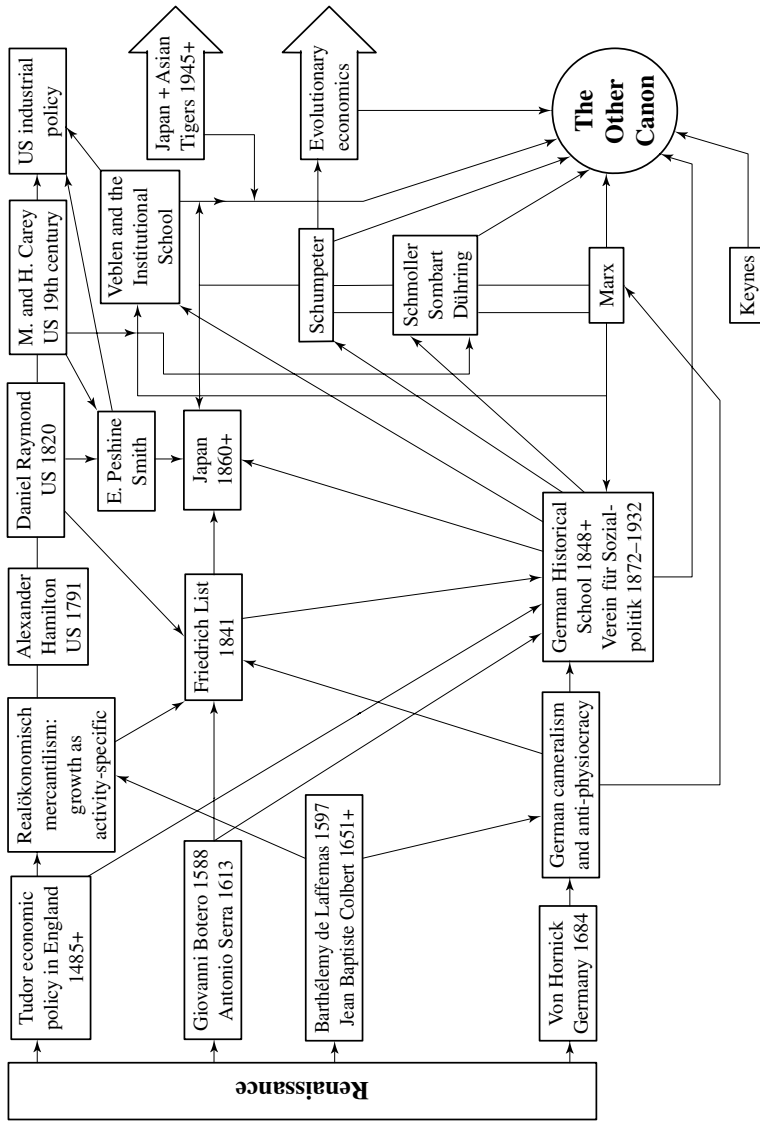 Renaissance
Tudor economic
policy in England
1485+
Giovanni Botero 1588
Antonio Serra 1613
Barthélemy de Laffemas 1597
Jean Baptiste Colbert 1651+
Von Hornick
Germany 1684
Realökonomisch
mercantilism:
growth as
activity-specific
German cameralism
and anti-physiocracy
Alexander
Hamilton
US 1791
Friedrich List
1841
German Historical
School 1848+
Verein für Sozial-
politik 1872–1932
Daniel Raymond
US 1820
E. Peshine
Smith
Japan
1860+
M. and H. Carey
US 19th century
Veblen and the
Institutional
School
Schumpeter
Schmoller
Sombart
Dühring
Marx
Keynes
US industrial
policy
Japan + Asian
Tigers 1945+
Evolutionary
economics
The
Other
Canon